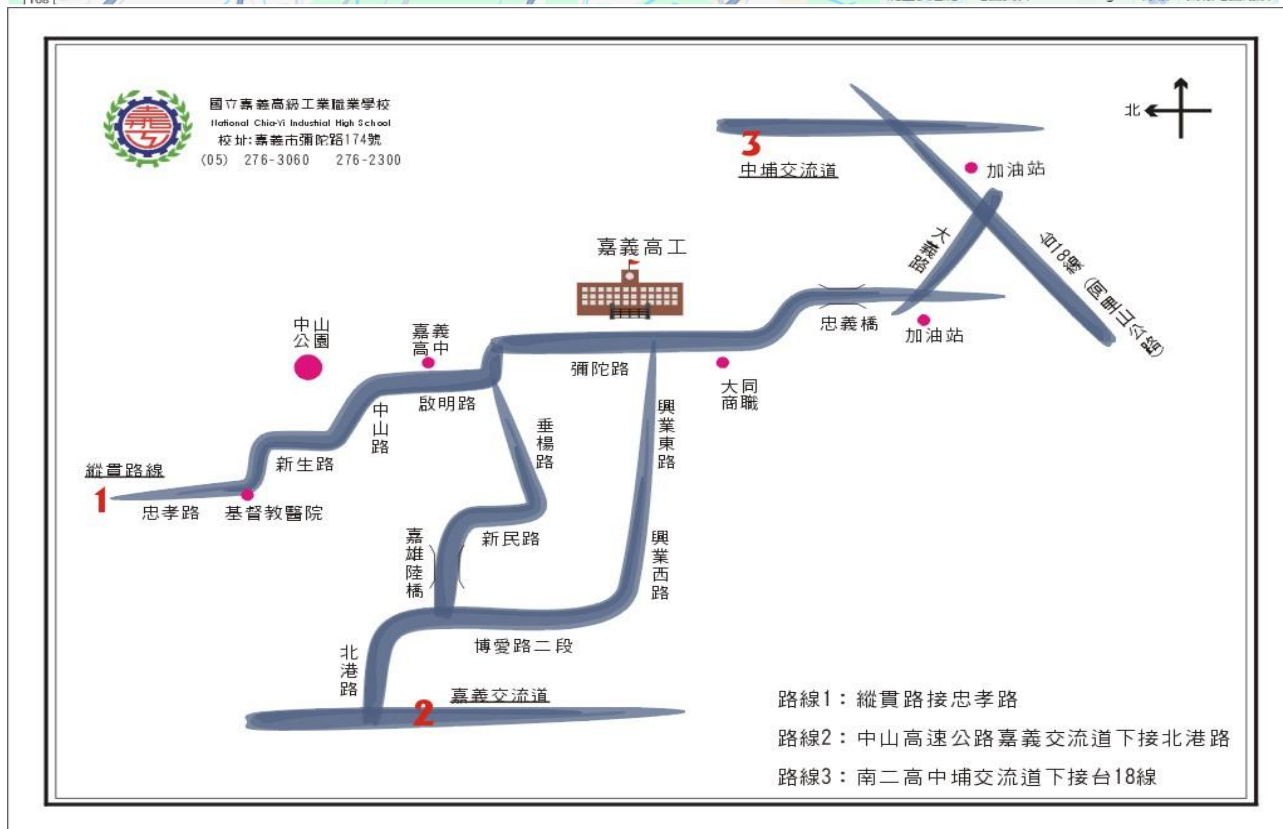 國立嘉義高級工業職業學校
National Chia-Yi Industrial High School
校址:嘉義市彌陀路174號
(05) 276-3060 276-2300
北
3
中埔交流道
加油站
大義路
台18線 (阿里山公路)
嘉義高工
忠義橋
加油站
中山
公園
嘉義
高中
彌陀路
大同
商職
啟明路
中山路
垂楊路
興業東路
新生路
縱貫路線
1
忠孝路
基督教醫院
嘉雄陸橋
新民路
興業西路
博愛路二段
北港路
嘉義交流道
2
路線1：縱貫路接忠孝路
路線2：中山高速公路嘉義交流道下接北港路
路線3：南二高中埔交流道下接台18線